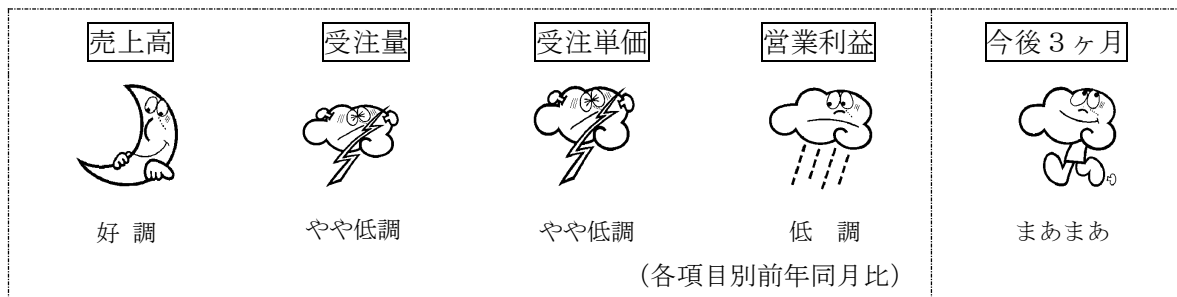 売上高 受注量 受注単価 営業利益 今後３ヶ月
好 調 やや低調 やや低調 低 調 まあまあ
（各項目別前年同月比）